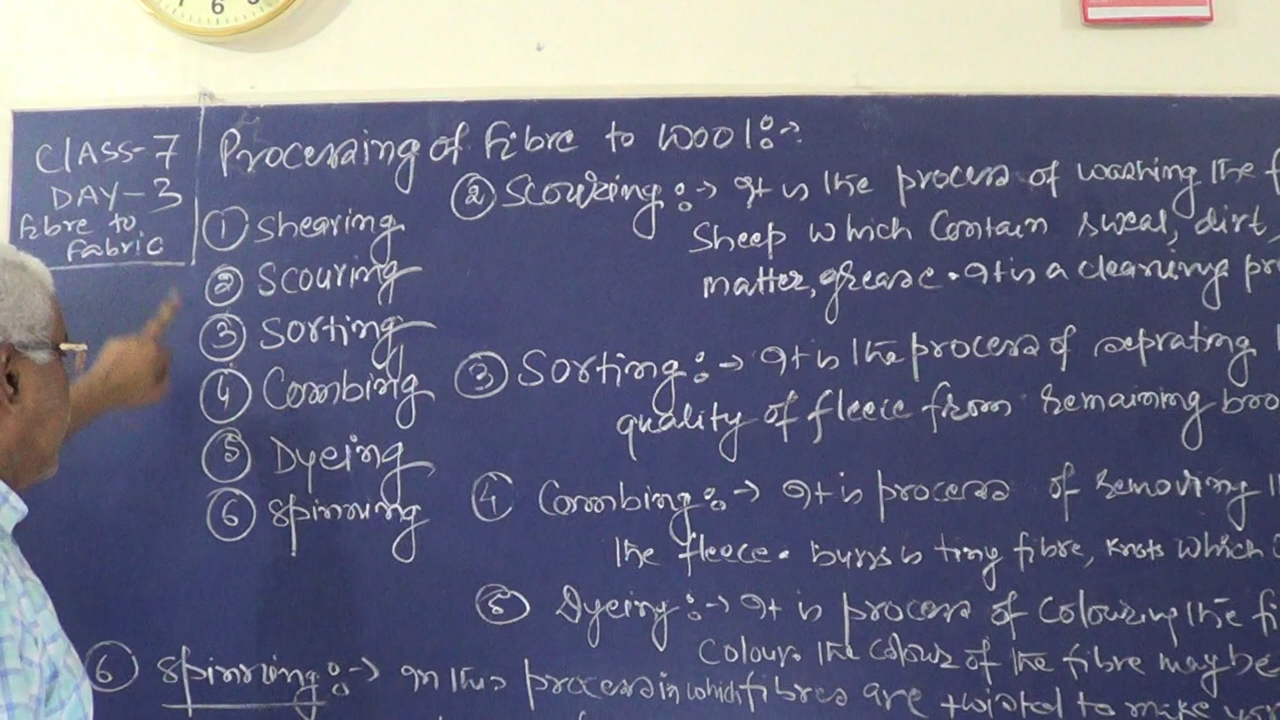 6
CLASS-7
DAY-3
fibre to
Fabric
Processing of fibre to wool:→
① Shearing
② Scouring
③ Sorting
④ Combing
⑤ Dyeing
⑥ Spinning
② Scouring:→ It is the process of washing the f
Sheep which Contain sweat, dirt,
matter, grease. It is a cleaning pr
③ Sorting:→ It is the process of seprating
quality of fleece from remaining bro
④ Combing:→ It is process of removing
the fleece. burrs is tiny fibre, knots which
⑤ Dyeing:→ It is process of colouring the fi
Colour. The colour of the fibre may be
⑥ Spinning:→ In this process in which fibres are twisted to make yar